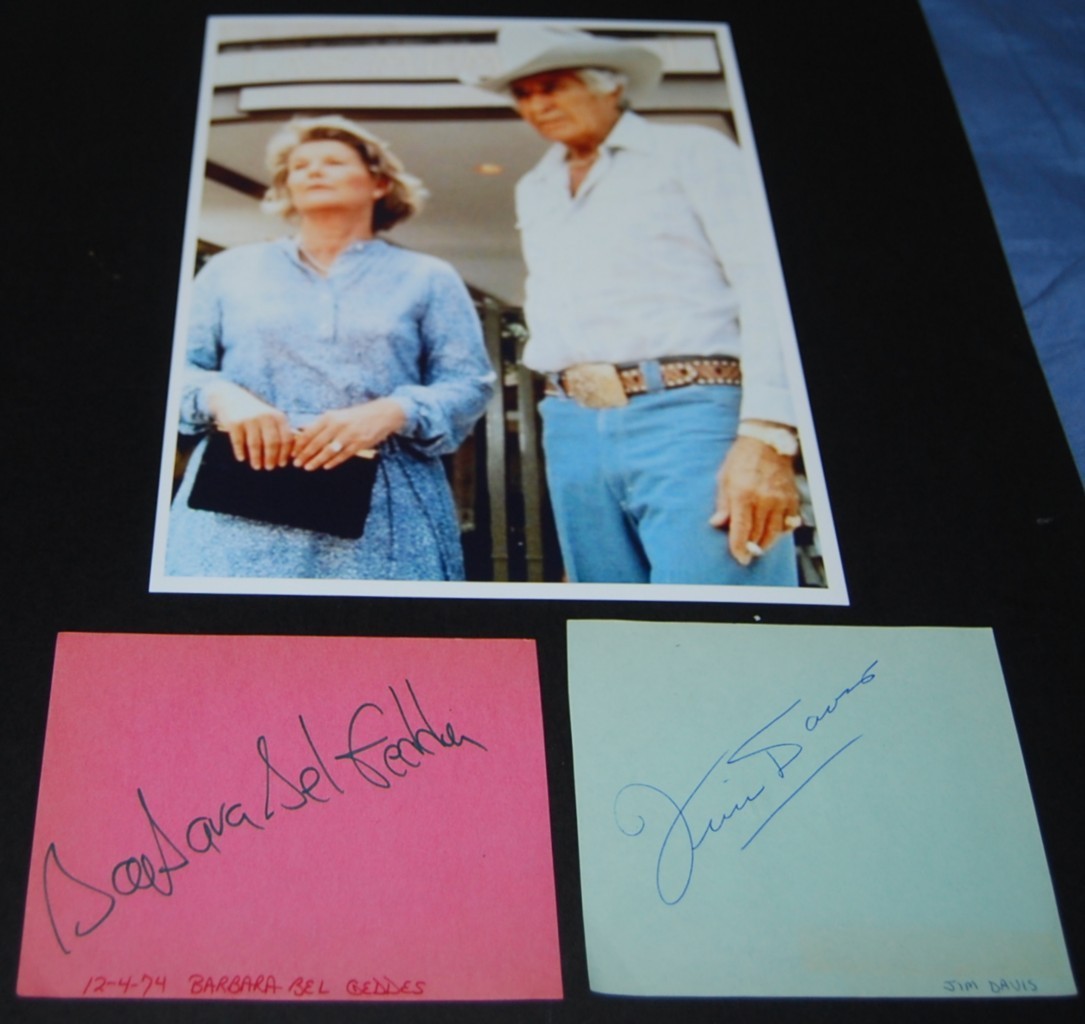 Barbara Bel Geddes
12-4-74 BARBARA BEL GEDDES
Jim Davis
JIM DAVIS